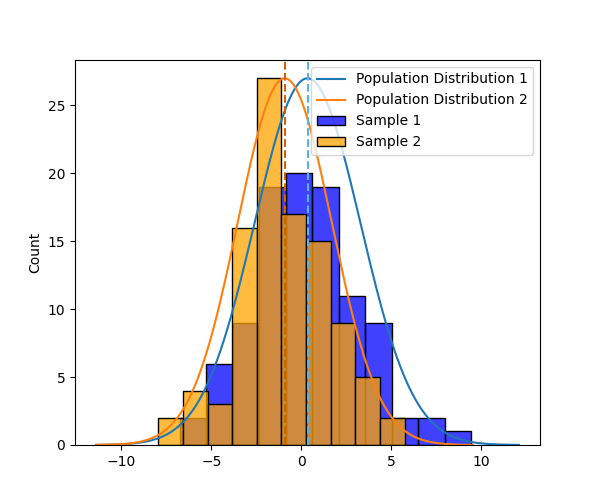 Population Distribution 1
Population Distribution 2
Sample 1
Sample 2
Count
25
20
15
10
5
0
−10
−5
0
5
10